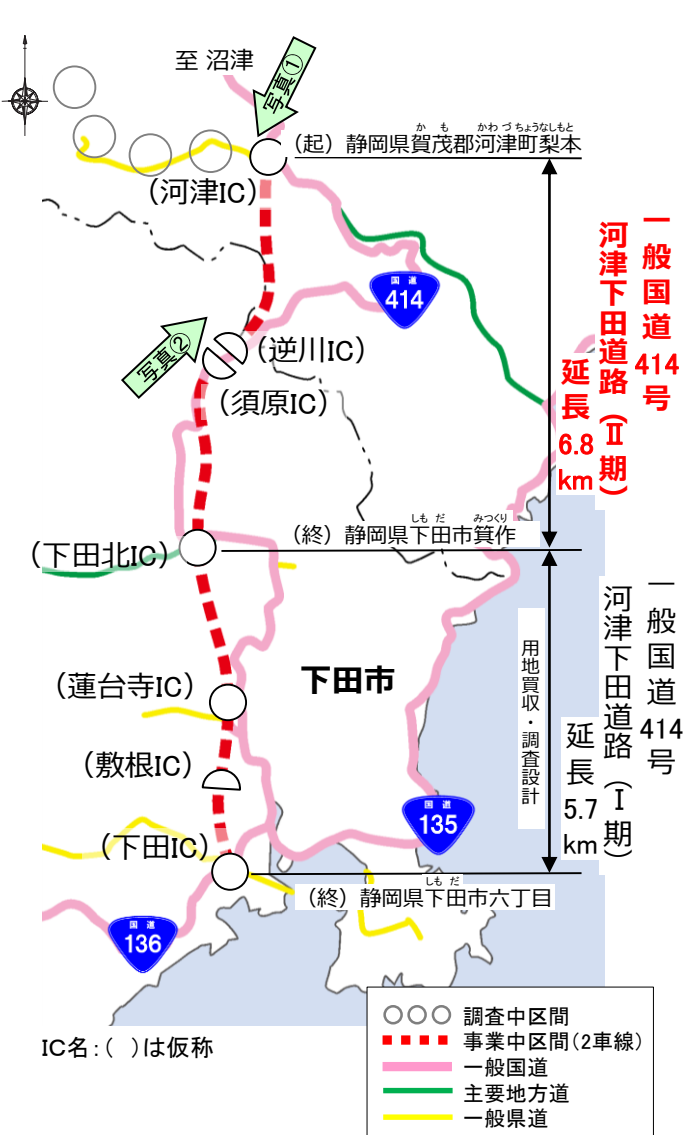 至 沼津
写真①
(起) 静岡県賀茂郡河津町梨本
か も
かわづちょうなしもと
(河津IC)
一般国道414号
河津下田道路(Ⅱ期)
延長6.8km
国道
414
写真②
(逆川IC)
(須原IC)
(終) 静岡県下田市箕作
しも だ
みつくり
(下田北IC)
一般国道414号
河津下田道路(Ⅰ期)
延長5.7km
用地買収・調査設計
下田市
(蓮台寺IC)
(敷根IC)
国道
135
(下田IC)
(終) 静岡県下田市六丁目
しも だ
国道
136
IC名:( )は仮称
調査中区間
事業中区間(2車線)
一般国道
主要地方道
一般県道